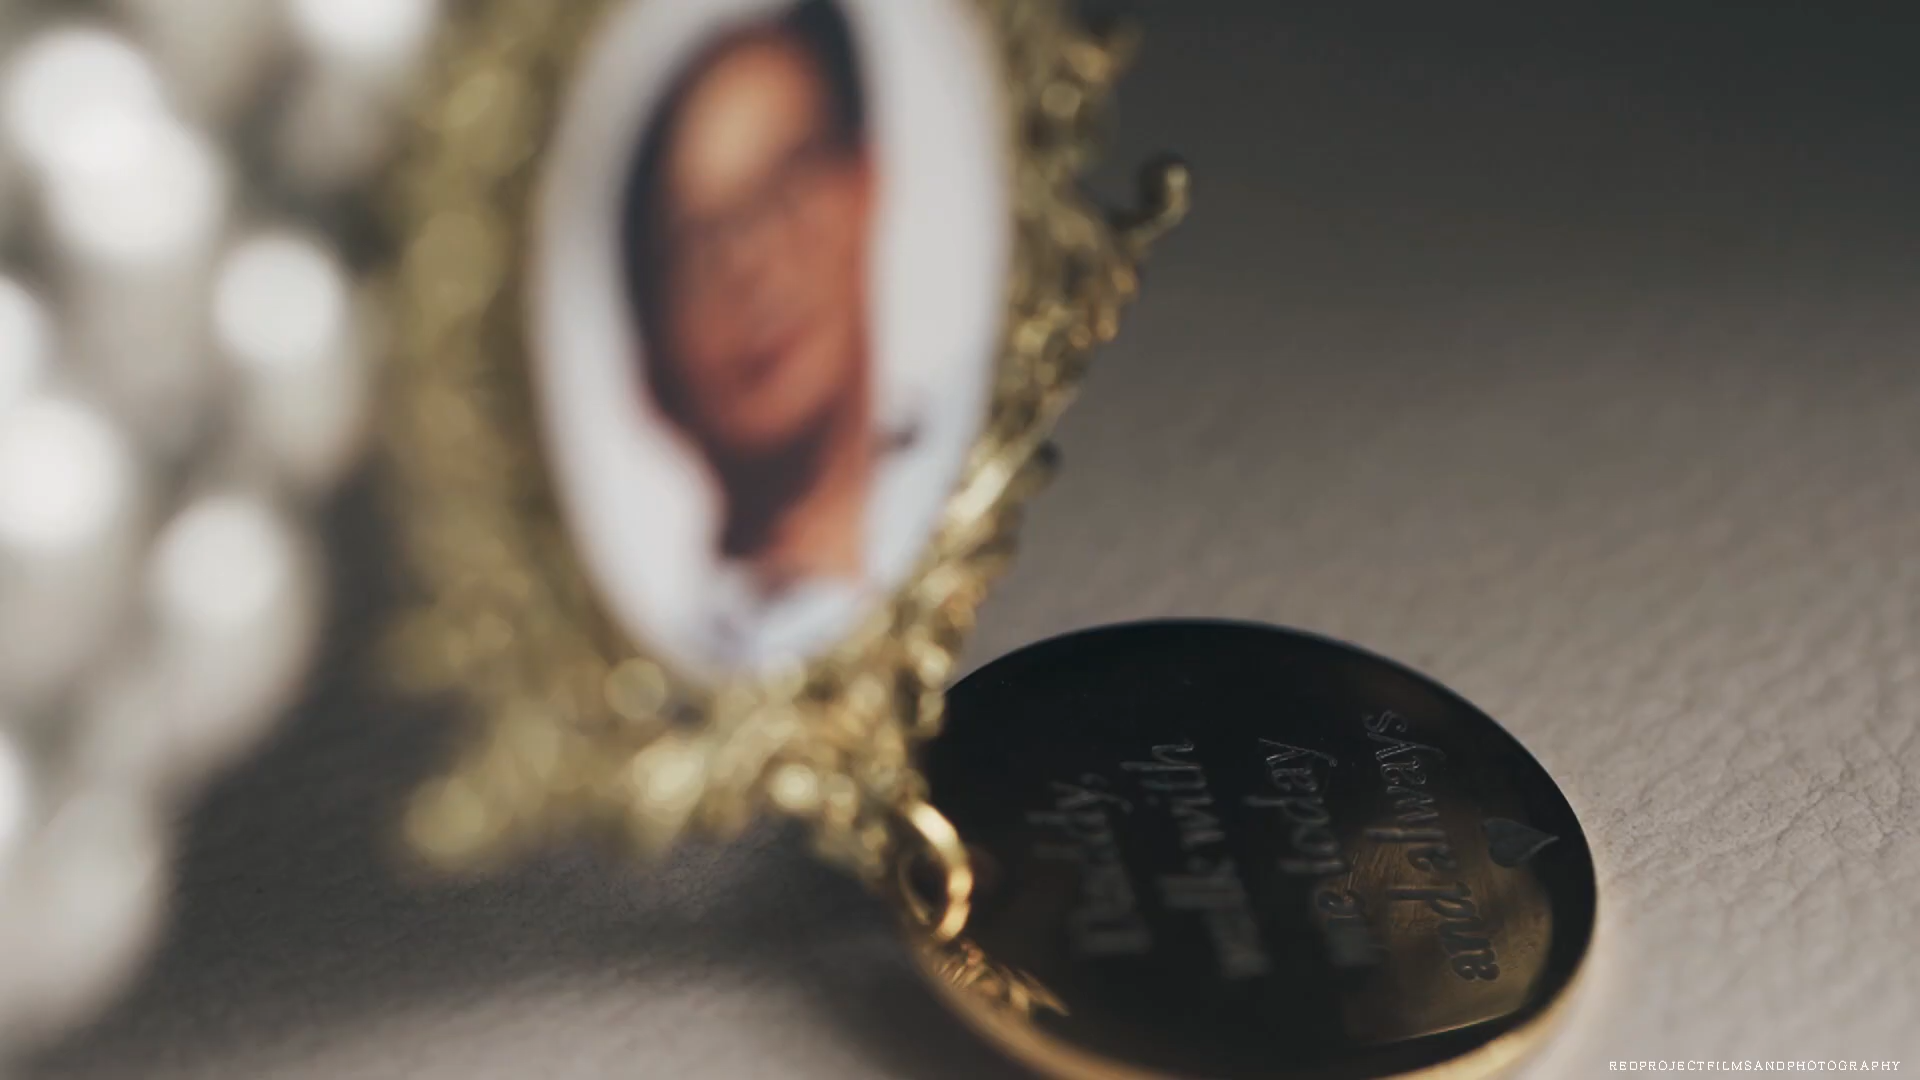 Daddy,
walk with
me today
and always
REDPROJECTFILMSANDPHOTOGRAPHY